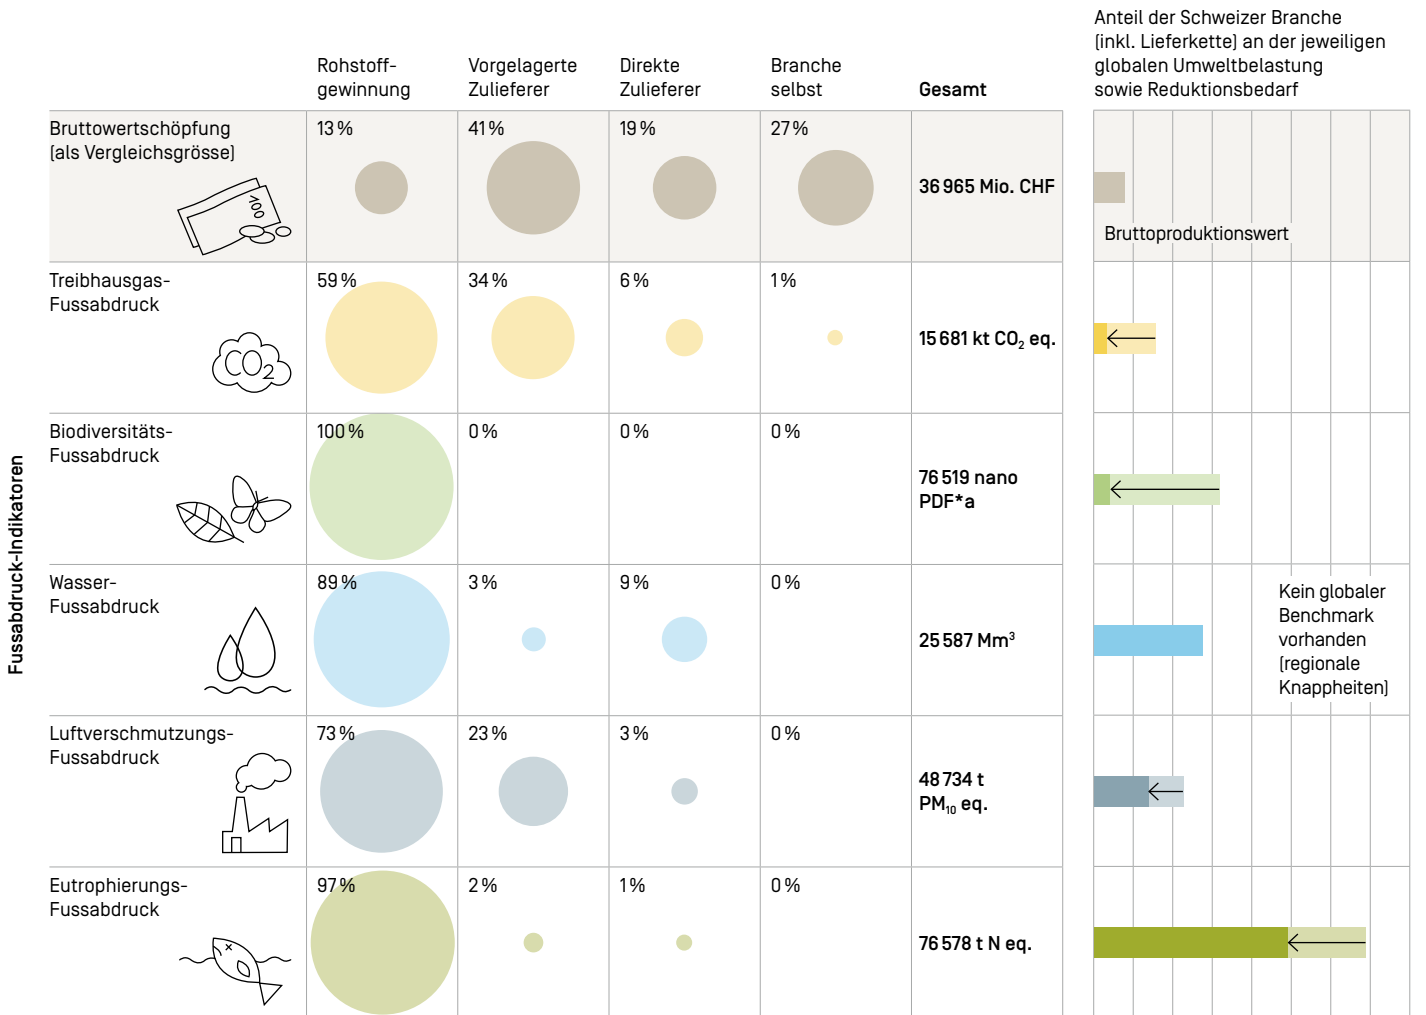 Anteil der Schweizer Branche
(inkl. Lieferkette) an der jeweiligen
globalen Umweltbelastung
sowie Reduktionsbedarf
Rohstoff-
gewinnung
Vorgelagerte
Zulieferer
Direkte
Zulieferer
Branche
selbst
Gesamt
Fussabdruck-Indikatoren
Bruttowertschöpfung
(als Vergleichsgrösse)
100
13 %
41 %
19 %
27 %
36 965 Mio. CHF
Bruttoproduktionswert
Treibhausgas-
Fussabdruck
CO2
59 %
34 %
6 %
1 %
15 681 kt CO₂ eq.
Biodiversitäts-
Fussabdruck
100 %
0 %
0 %
0 %
76 519 nano
PDF*a
Wasser-
Fussabdruck
89 %
3 %
9 %
0 %
25 587 Mm³
Kein globaler
Benchmark
vorhanden
(regionale
Knappheiten)
Luftverschmutzungs-
Fussabdruck
73 %
23 %
3 %
0 %
48 734 t
PM₁₀ eq.
Eutrophierungs-
Fussabdruck
97 %
2 %
1 %
0 %
76 578 t N eq.